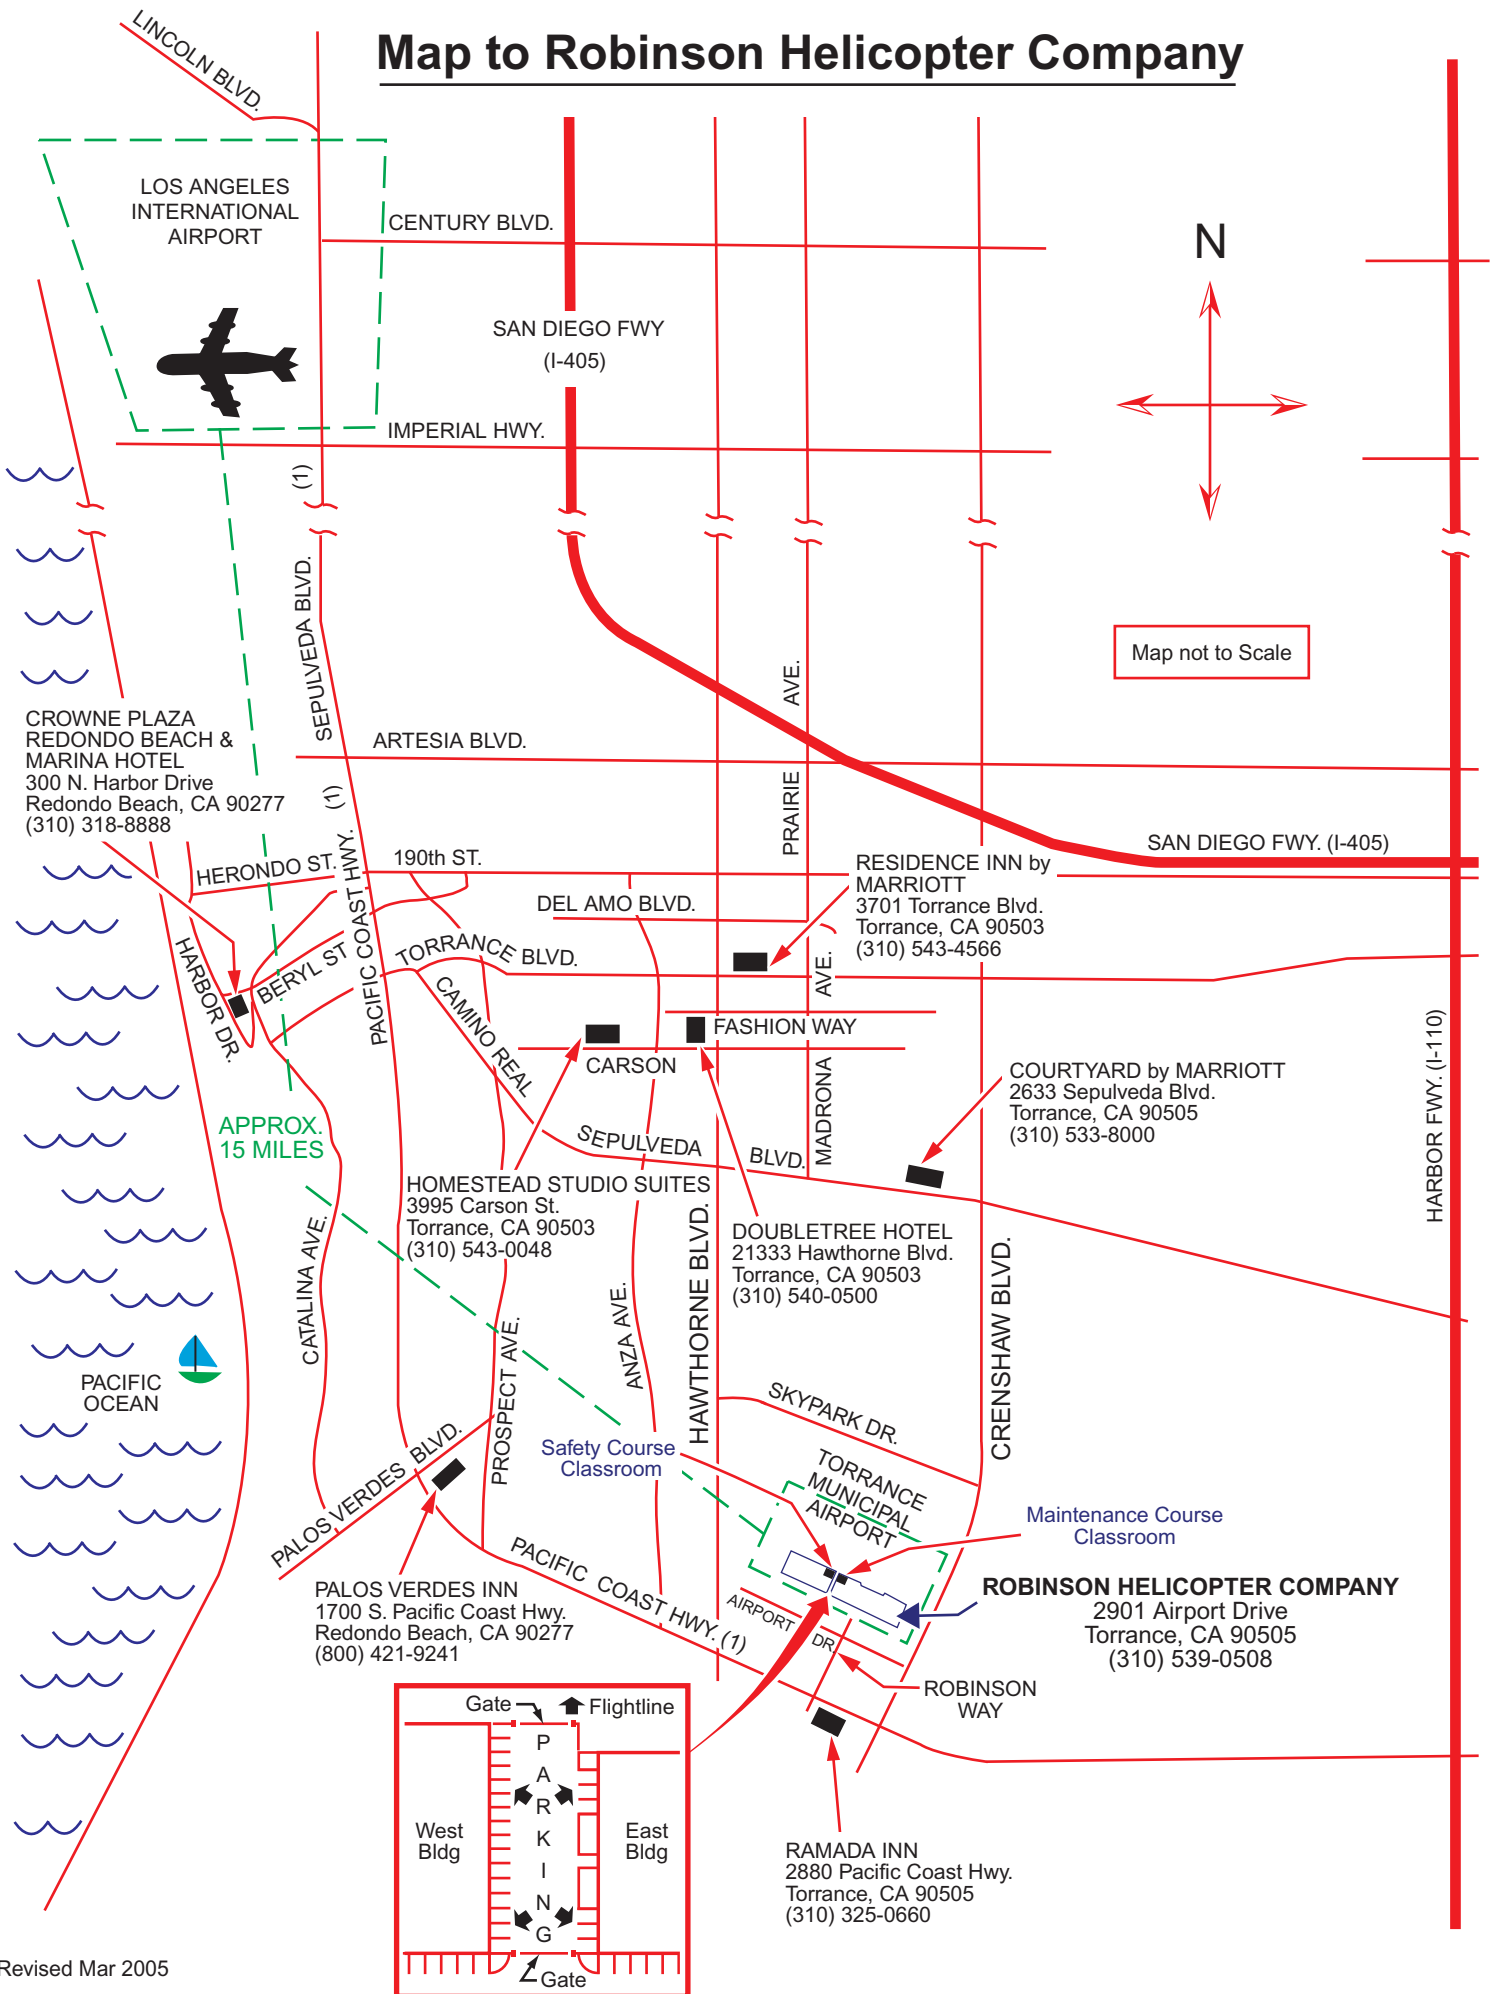 Map to Robinson Helicopter Company
LINCOLN BLVD.
LOS ANGELES
INTERNATIONAL
AIRPORT
CENTURY BLVD.
N
SAN DIEGO FWY
(I-405)
IMPERIAL HWY.
(1)
SEPULVEDA BLVD.
Map not to Scale
AVE.
PRAIRIE
CROWNE PLAZA
REDONDO BEACH &
MARINA HOTEL
300 N. Harbor Drive
Redondo Beach, CA 90277
(310) 318-8888
ARTESIA BLVD.
(1)
PACIFIC COAST HWY.
SAN DIEGO FWY. (I-405)
HERONDO ST.
190th ST.
RESIDENCE INN by
MARRIOTT
3701 Torrance Blvd.
Torrance, CA 90503
(310) 543-4566
DEL AMO BLVD.
HARBOR DR.
BERYL ST
TORRANCE BLVD.
AVE.
MADRONA
CAMINO REAL
FASHION WAY
CARSON
HARBOR FWY. (I-110)
COURTYARD by MARRIOTT
2633 Sepulveda Blvd.
Torrance, CA 90505
(310) 533-8000
APPROX.
15 MILES
SEPULVEDA BLVD.
HOMESTEAD STUDIO SUITES
3995 Carson St.
Torrance, CA 90503
(310) 543-0048
DOUBLETREE HOTEL
21333 Hawthorne Blvd.
Torrance, CA 90503
(310) 540-0500
CATALINA AVE.
PROSPECT AVE.
ANZA AVE.
HAWTHORNE BLVD.
CRENSHAW BLVD.
PACIFIC
OCEAN
SKYPARK DR.
PALOS VERDES BLVD.
Safety Course
Classroom
TORRANCE
MUNICIPAL
AIRPORT
Maintenance Course
Classroom
PACIFIC COAST HWY. (1)
PALOS VERDES INN
1700 S. Pacific Coast Hwy.
Redondo Beach, CA 90277
(800) 421-9241
AIRPORT DR.
ROBINSON HELICOPTER COMPANY
2901 Airport Drive
Torrance, CA 90505
(310) 539-0508
ROBINSON
WAY
Gate
Flightline
PARKING
West
Bldg
East
Bldg
Gate
RAMADA INN
2880 Pacific Coast Hwy.
Torrance, CA 90505
(310) 325-0660
Revised Mar 2005